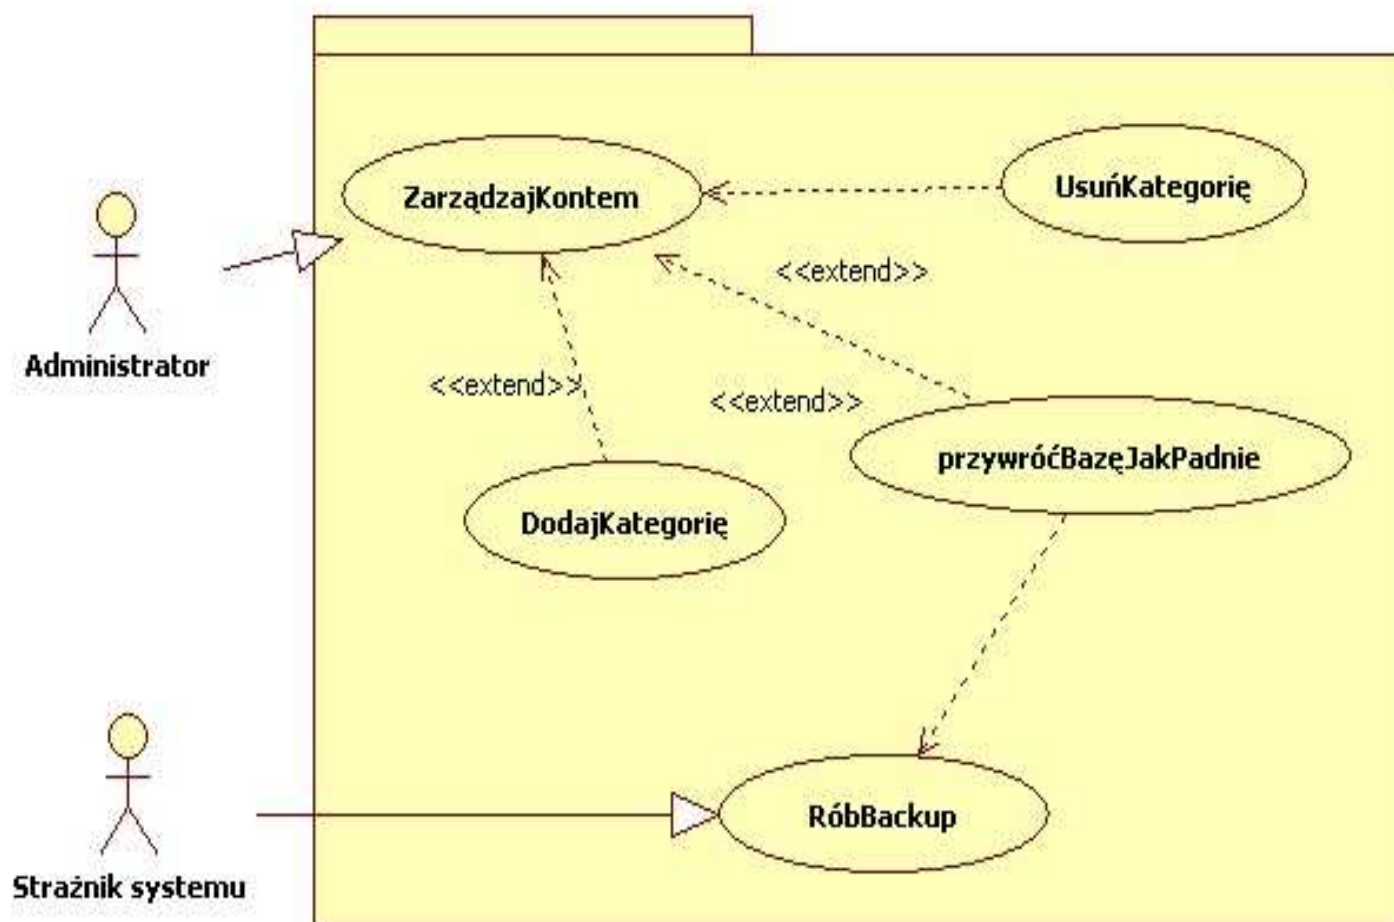 ZarządzajKontem
UsuńKategorię
<<extend>>
Administrator
<<extend>>
<<extend>>
przywróćBazęJakPadnie
DodajKategorię
RóbBackup
Strażnik systemu